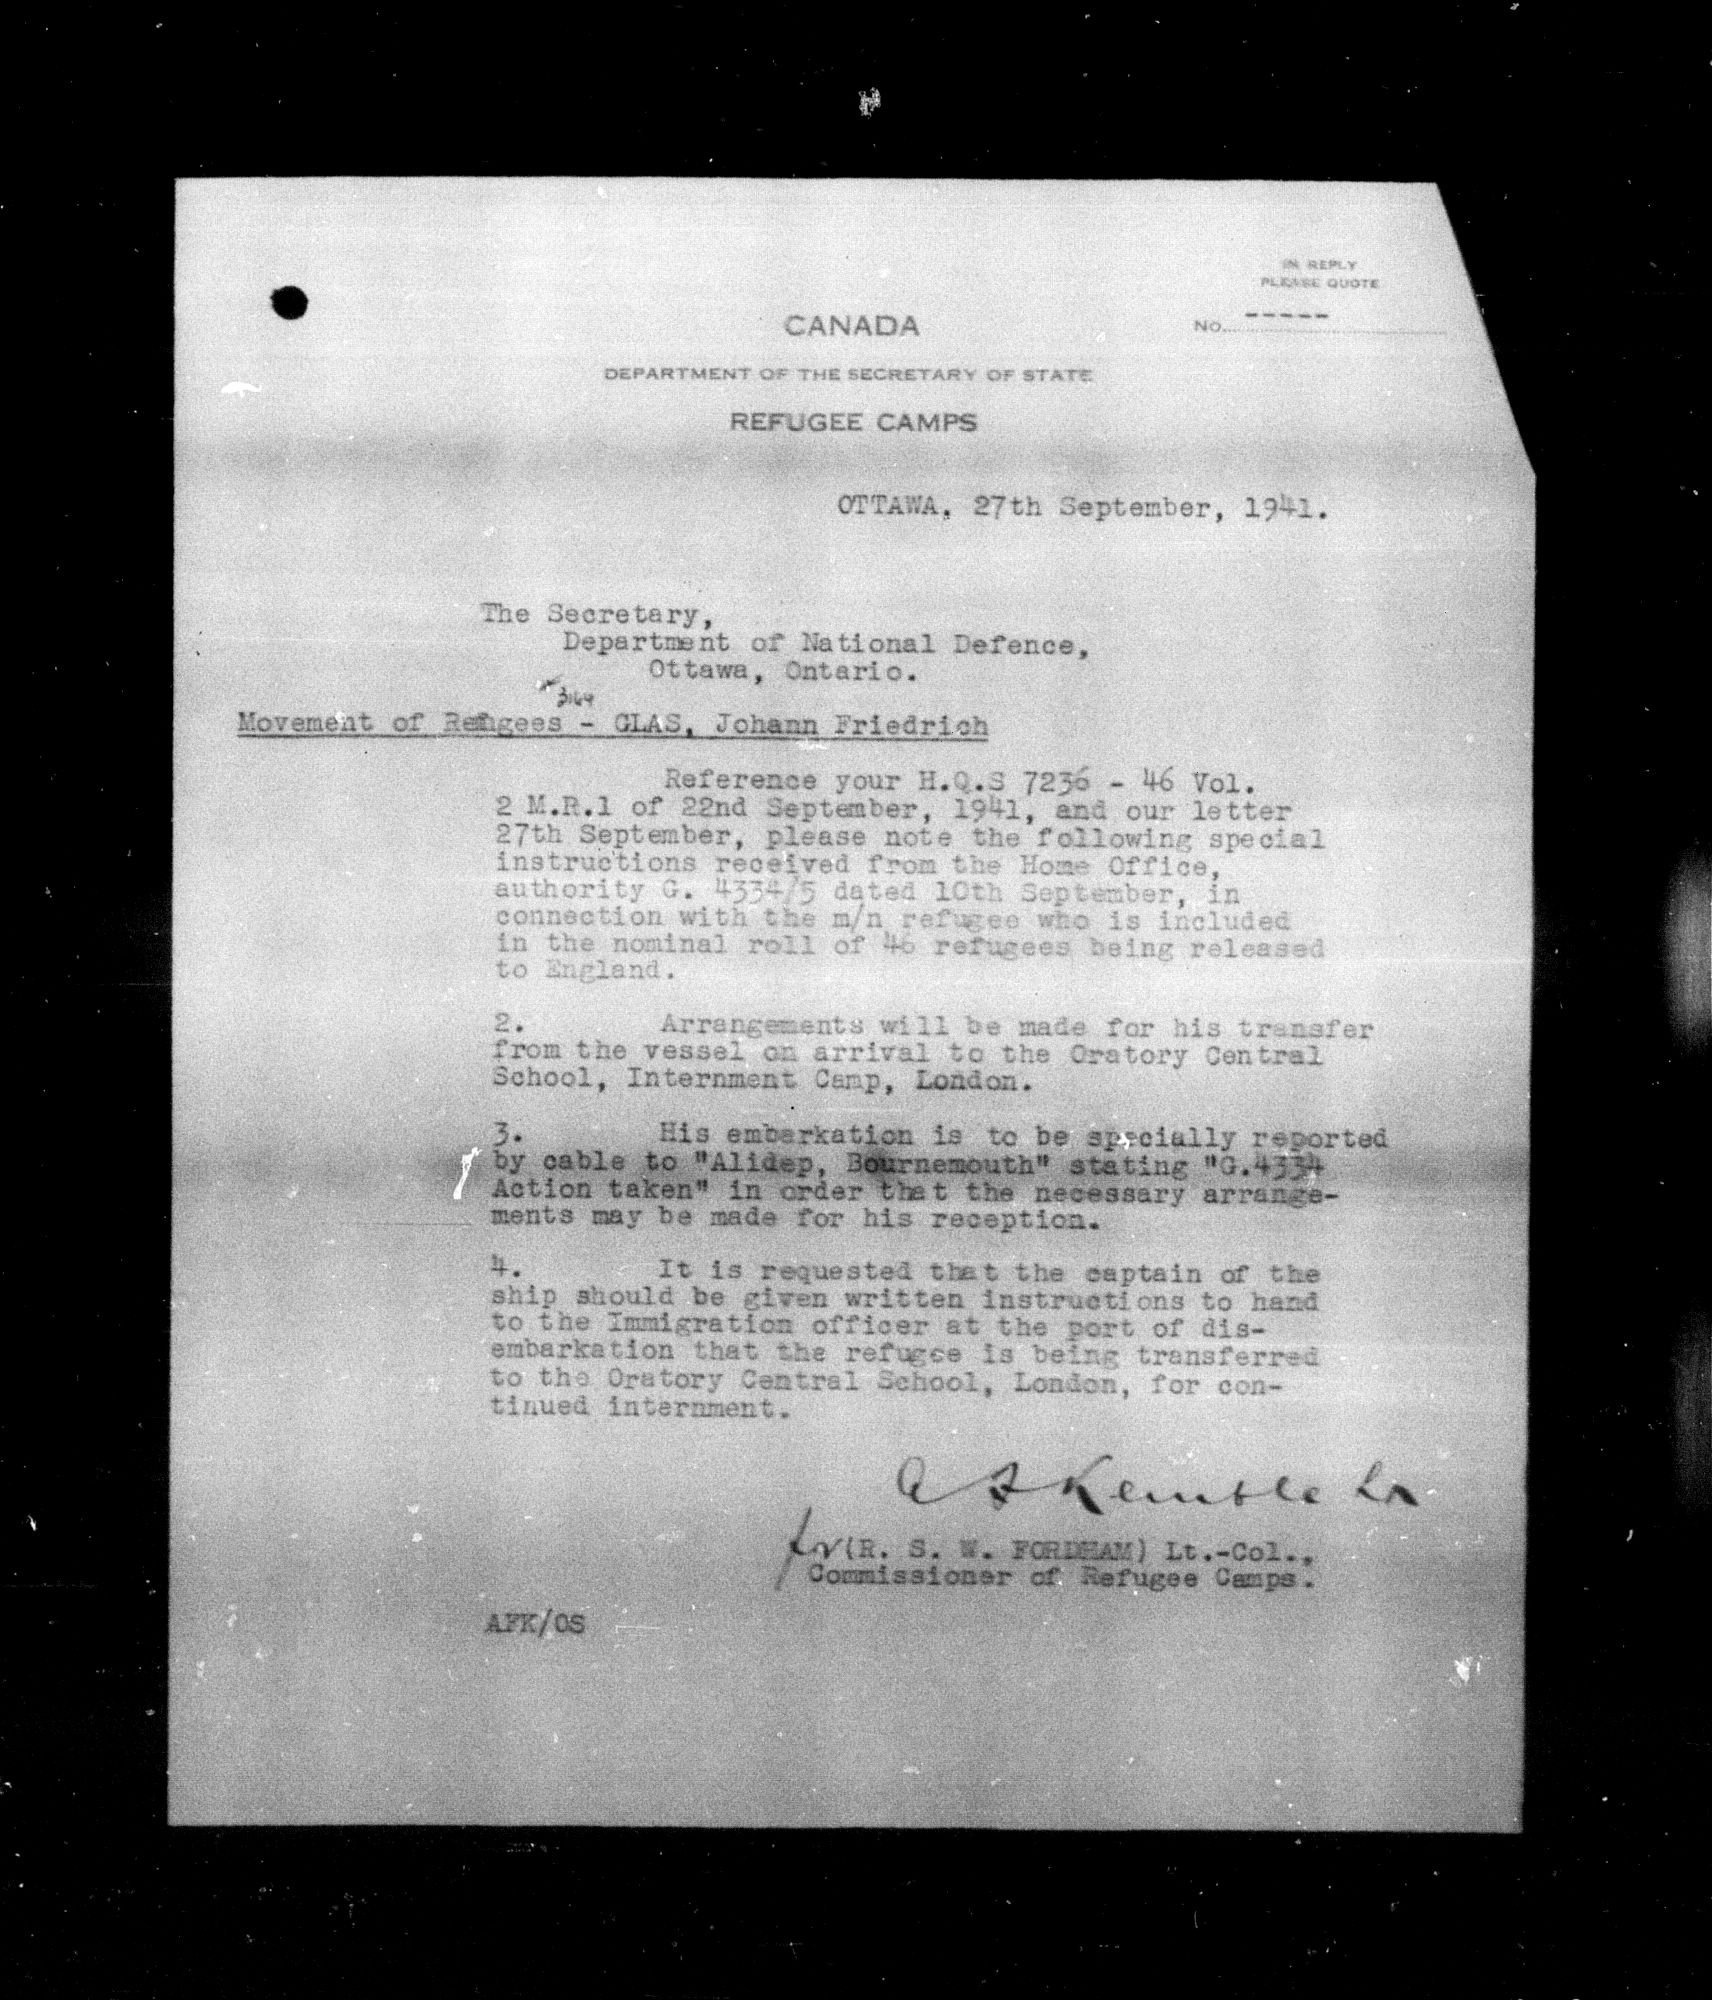 IN REPLY
PLEASE QUOTE
No. -----
CANADA
DEPARTMENT OF THE SECRETARY OF STATE
REFUGEE CAMPS
OTTAWA, 27th September, 1941.
The Secretary,
Department of National Defence,
Ottawa, Ontario.
Movement of Refugees - GLAS, Johann Friedrich
Reference your H.Q.S 7236 - 46 Vol.
2 M.R.1 of 22nd September, 1941, and our letter
27th September, please note the following special
instructions received from the Home Office,
authority G. 4334/5 dated 10th September, in
connection with the m/n refugee who is included
in the nominal roll of 46 refugees being released
to England.
2. Arrangements will be made for his transfer
from the vessel on arrival to the Oratory Central
School, Internment Camp, London.
3. His embarkation is to be specially reported
by cable to "Alidep, Bournemouth" stating "G.4334
Action taken" in order that the necessary arrange-
ments may be made for his reception.
4. It is requested that the captain of the
ship should be given written instructions to hand
to the Immigration officer at the port of dis-
embarkation that the refugee is being transferred
to the Oratory Central School, London, for con-
tinued internment.
Kemble
for (R. S. W. FORDHAM) Lt.-Col.,
Commissioner of Refugee Camps.
AFK/OS